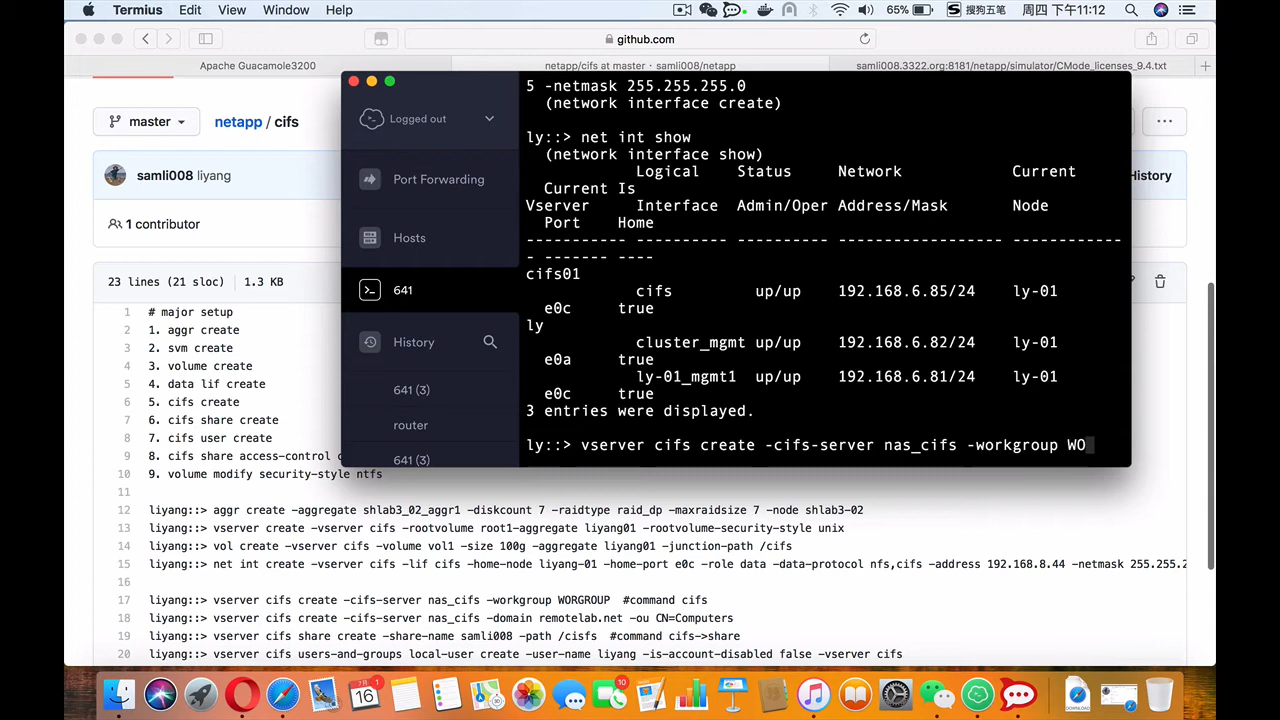 Termius Edit View Window Help 65% 搜狗五笔 周四 下午11:12
github.com
Apache Guacamole3200 netapp/cifs at master · samli008/netapp samli008.3322.org:8181/netapp/simulator/CMode_licenses_9.4.txt
master netapp / cifs
samli008 liyang
History
1 contributor
23 lines (21 sloc) 1.3 KB
1 # major setup
2 1. aggr create
3 2. svm create
4 3. volume create
5 4. data lif create
6 5. cifs create
7 6. cifs share create
8 7. cifs user create
9 8. cifs share access-control c
10 9. volume modify security-style ntfs
11
12 liyang::> aggr create -aggregate shlab3_02_aggr1 -diskcount 7 -raidtype raid_dp -maxraidsize 7 -node shlab3-02
13 liyang::> vserver create -vserver cifs -rootvolume root1-aggregate liyang01 -rootvolume-security-style unix
14 liyang::> vol create -vserver cifs -volume vol1 -size 100g -aggregate liyang01 -junction-path /cifs
15 liyang::> net int create -vserver cifs -lif cifs -home-node liyang-01 -home-port e0c -role data -data-protocol nfs,cifs -address 192.168.8.44 -netmask 255.255.2
16
17 liyang::> vserver cifs create -cifs-server nas_cifs -workgroup WORGROUP #command cifs
18 liyang::> vserver cifs create -cifs-server nas_cifs -domain remotelab.net -ou CN=Computers
19 liyang::> vserver cifs share create -share-name samli008 -path /cisfs #command cifs->share
20 liyang::> vserver cifs users-and-groups local-user create -user-name liyang -is-account-disabled false -vserver cifs
Logged out
Port Forwarding
Hosts
641
History
641 (3)
router
641 (3)
5 -netmask 255.255.255.0
(network interface create)
ly::> net int show
(network interface show)
Logical Status Network Current
Current Is
Vserver Interface Admin/Oper Address/Mask Node
Port Home
----------- ---------- ---------- ------------------ ------------
- ------- ----
cifs01
cifs up/up 192.168.6.85/24 ly-01
e0c true
ly
cluster_mgmt up/up 192.168.6.82/24 ly-01
e0a true
ly-01_mgmt1 up/up 192.168.6.81/24 ly-01
e0c true
3 entries were displayed.
ly::> vserver cifs create -cifs-server nas_cifs -workgroup WO
16
10
DOWNLOAD